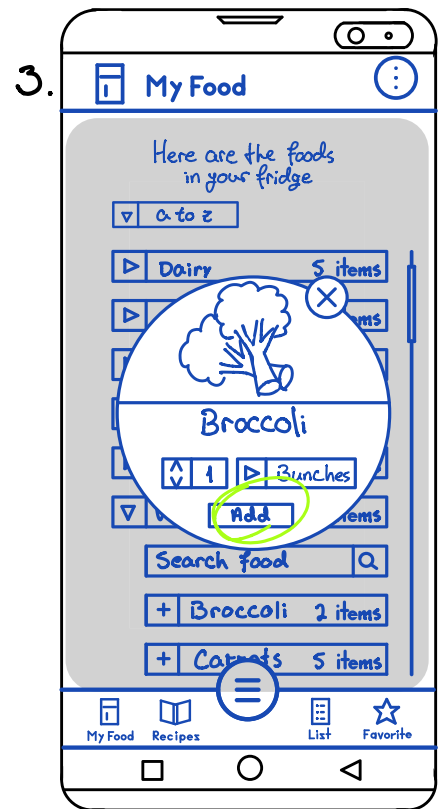 3.
My Food
Here are the foods
in your fridge
a to z
Dairy 5 items
Broccoli
1 Bunches
Add
items
Search food
Broccoli 2 items
Carrots 5 items
My Food Recipes List Favorite